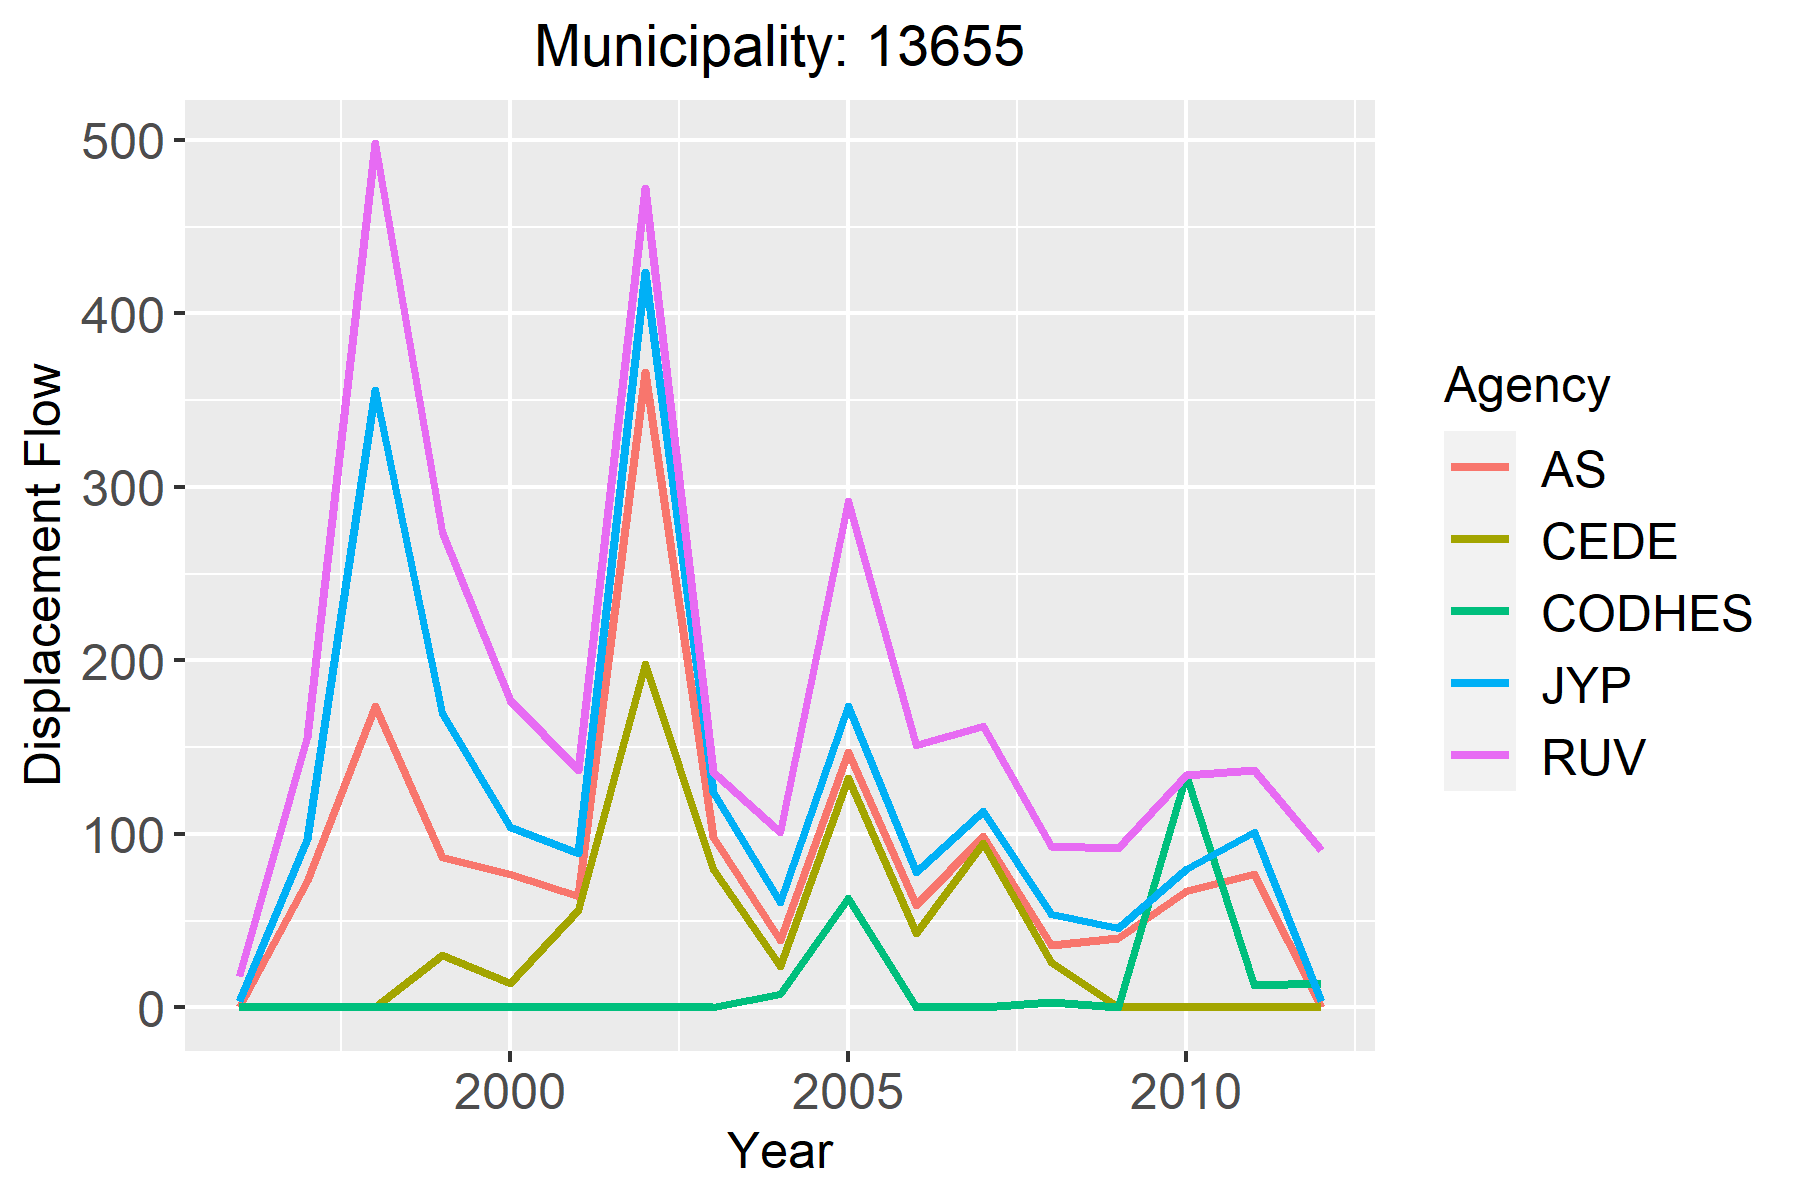 Municipality: 13655
500
400
300
200
100
0
Displacement Flow
2000
2005
2010
Year
Agency
AS
CEDE
CODHES
JYP
RUV